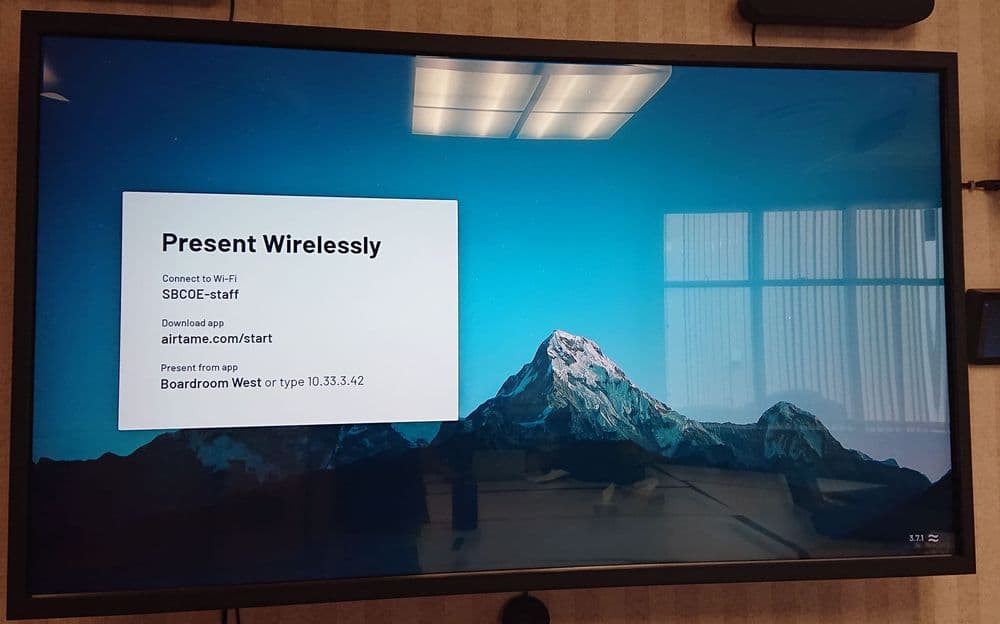 Present Wirelessly
Connect to Wi-Fi
SBCOE-staff
Download app
airtame.com/start
Present from app
Boardroom West or type 10.33.3.42
3.7.1